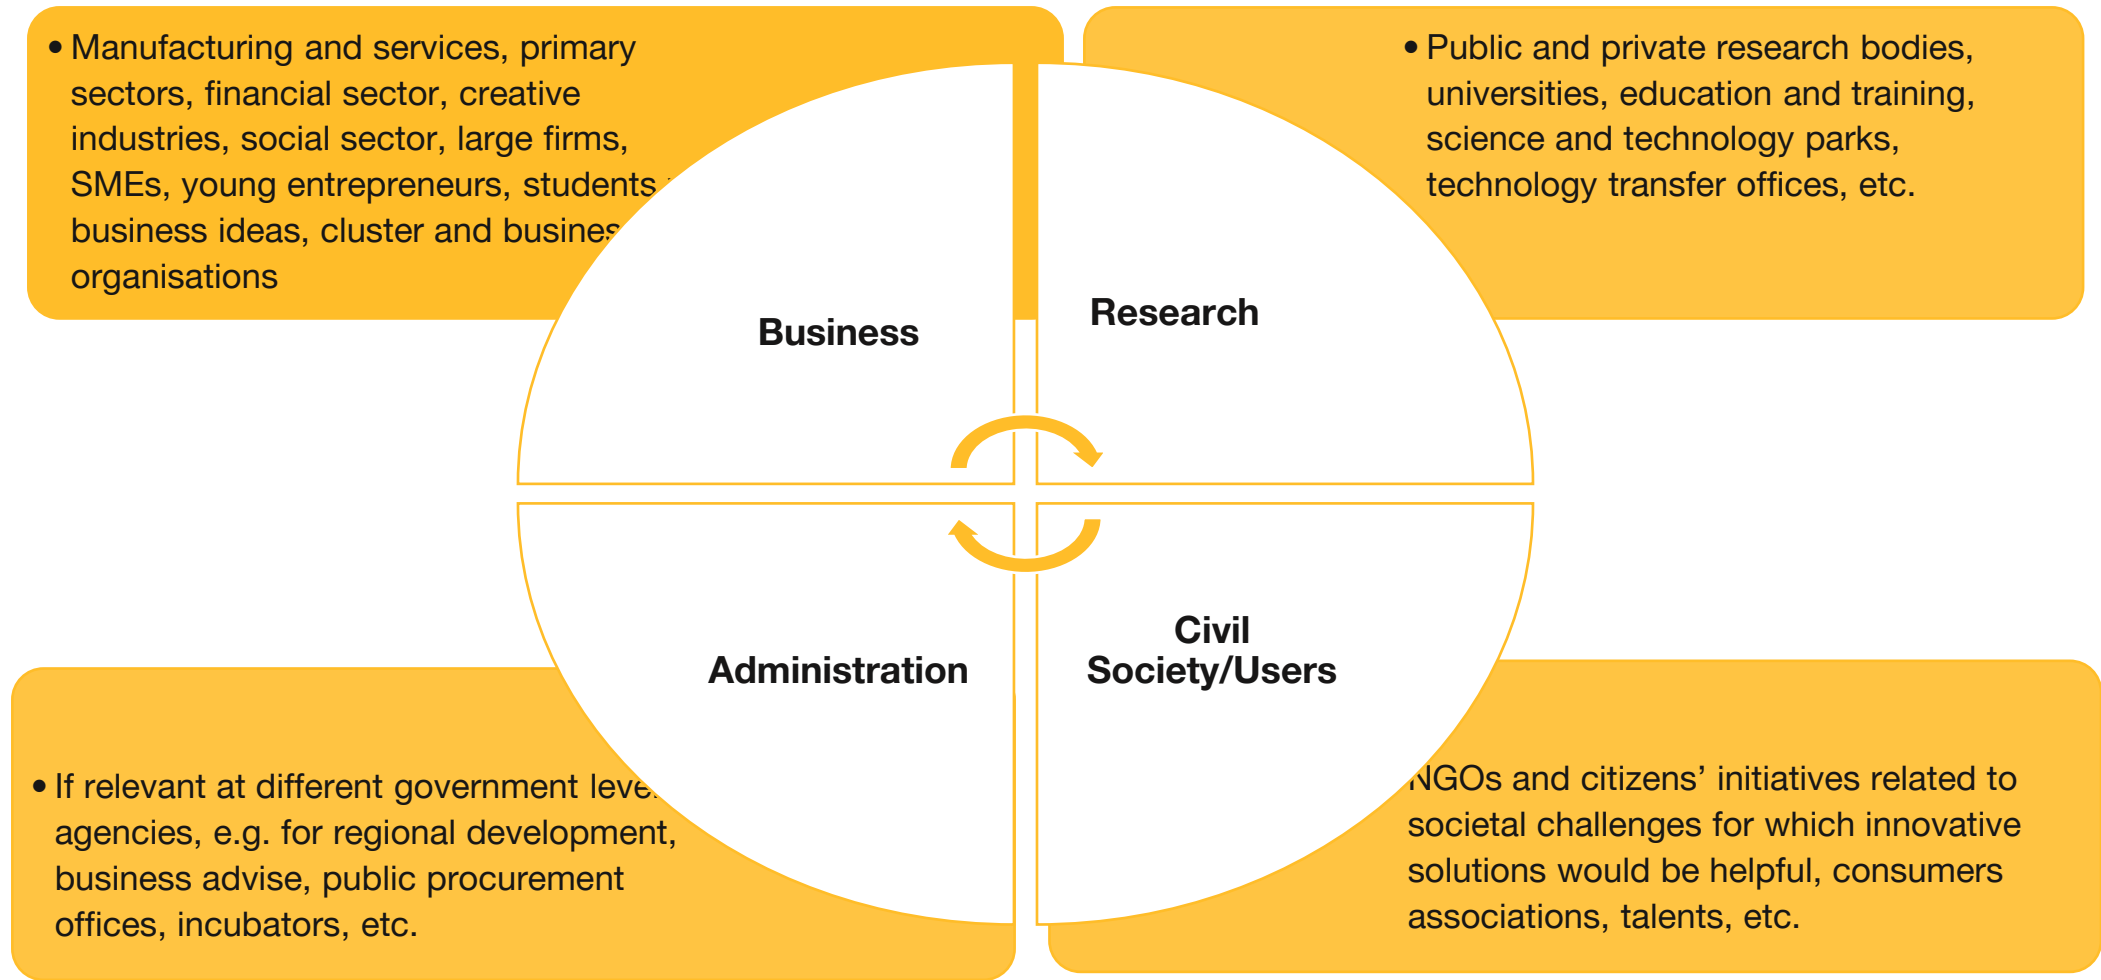 • Manufacturing and services, primary
sectors, financial sector, creative
industries, social sector, large firms,
SMEs, young entrepreneurs, students
business ideas, cluster and busines
organisations
• Public and private research bodies,
universities, education and training,
science and technology parks,
technology transfer offices, etc.
Business
Research
Administration
Civil
Society/Users
• If relevant at different government leve
agencies, e.g. for regional development,
business advise, public procurement
offices, incubators, etc.
NGOs and citizens’ initiatives related to
societal challenges for which innovative
solutions would be helpful, consumers
associations, talents, etc.